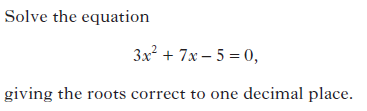 Solve the equation
3x² + 7x – 5 = 0,
giving the roots correct to one decimal place.